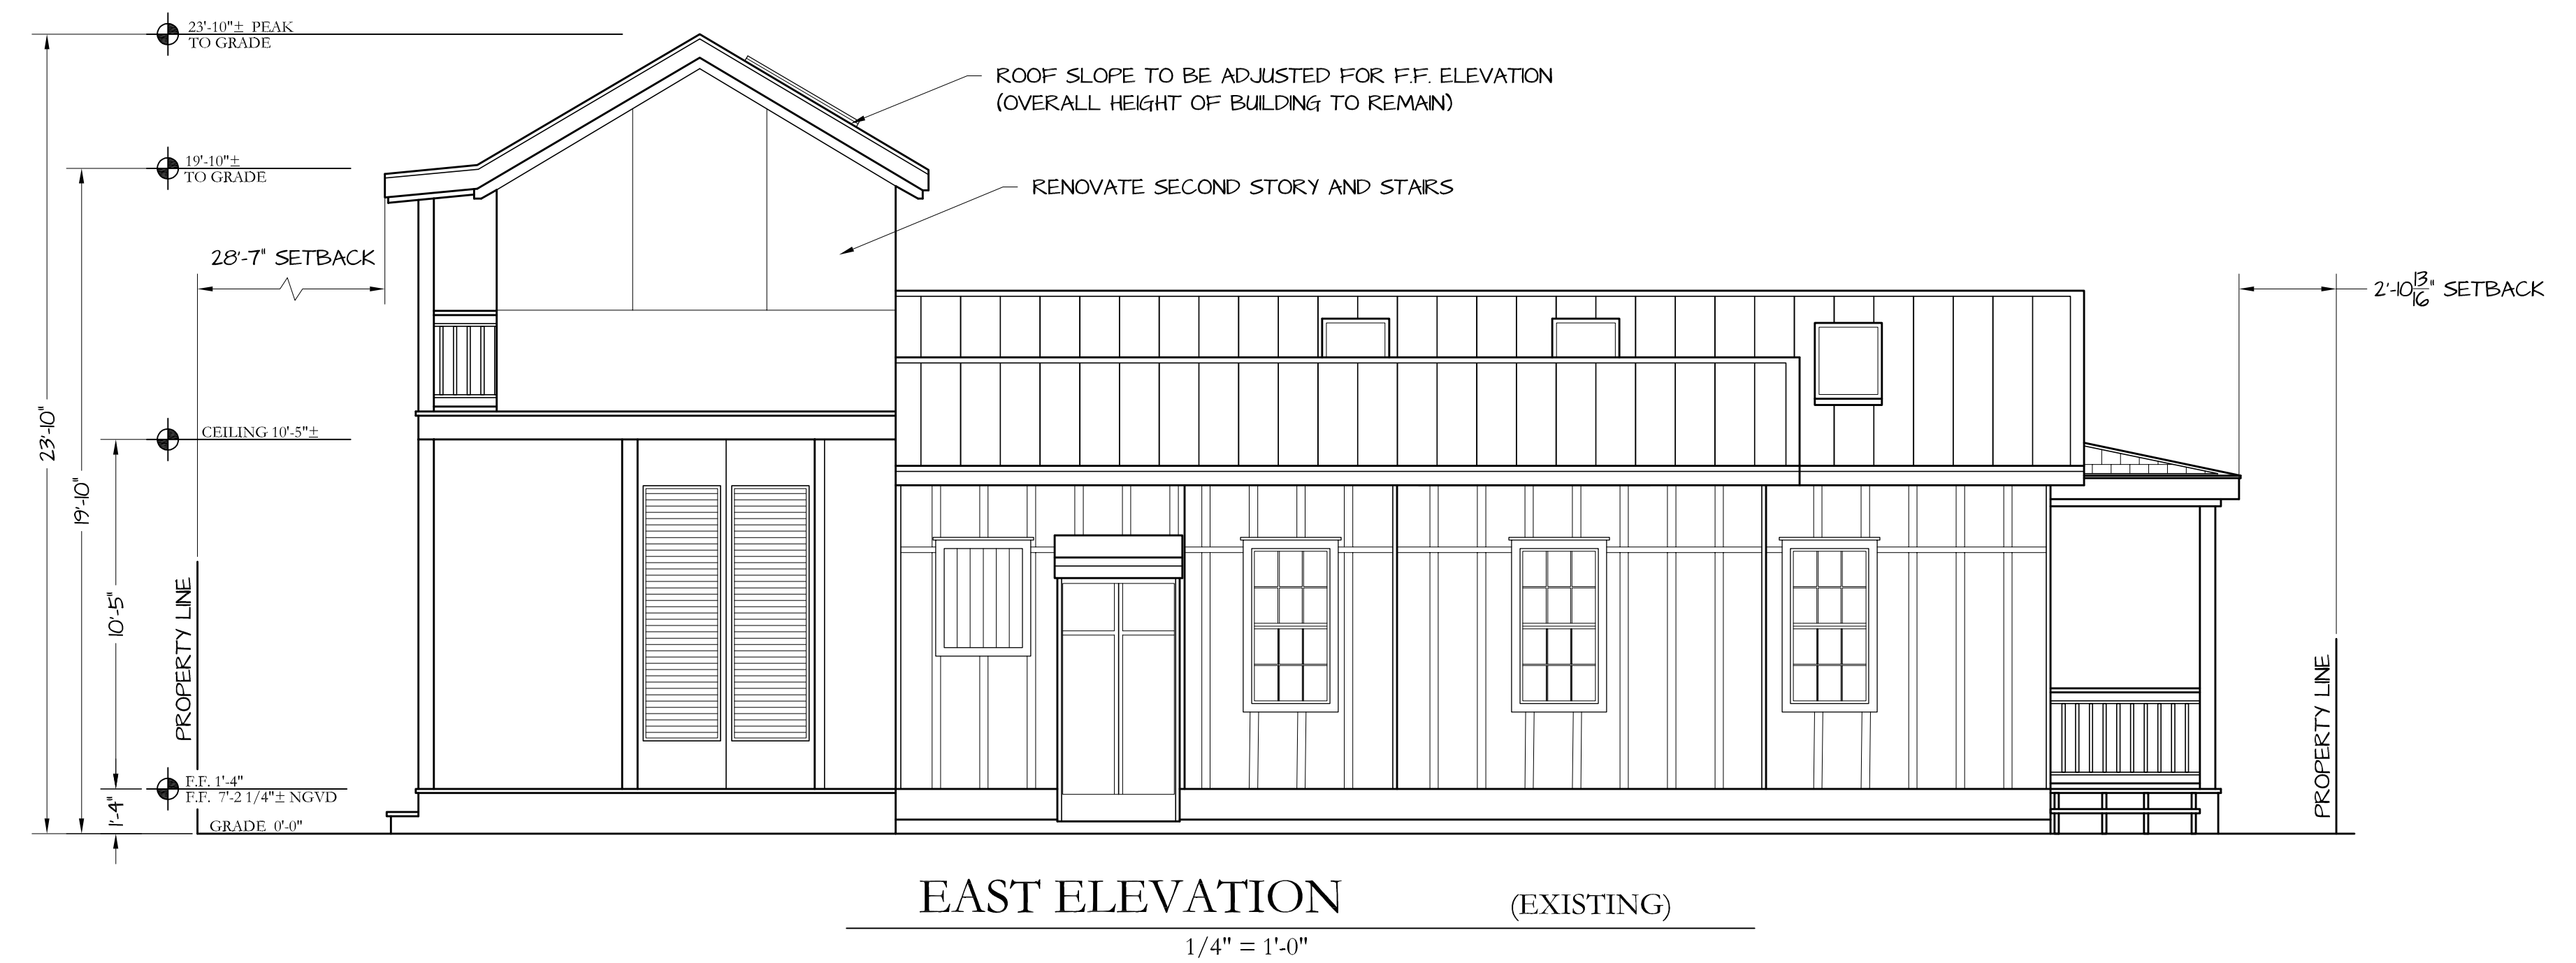 23'-10"± PEAK
TO GRADE
ROOF SLOPE TO BE ADJUSTED FOR F.F. ELEVATION
(OVERALL HEIGHT OF BUILDING TO REMAIN)
19'-10"±
TO GRADE
RENOVATE SECOND STORY AND STAIRS
28'-7" SETBACK
2'-10 13/16" SETBACK
23'-10"
CEILING 10'-5"±
19'-10"
10'-5"
PROPERTY LINE
PROPERTY LINE
F.F. 1'-4"
F.F. 7'-2 1/4"± NGVD
1'-4"
GRADE 0'-0"
EAST ELEVATION (EXISTING)
1/4" = 1'-0"